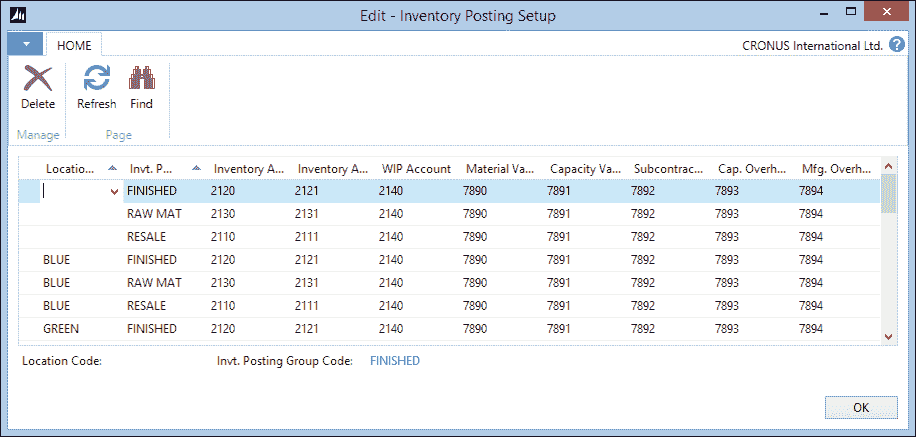 Edit - Inventory Posting Setup
HOME
CRONUS International Ltd. ?
Delete Refresh Find
Manage Page
Locatio... Invt. P... Inventory A... Inventory A... WIP Account Material Va... Capacity Va... Subcontrac... Cap. Overh... Mfg. Overh...
FINISHED 2120 2121 2140 7890 7891 7892 7893 7894
RAW MAT 2130 2131 2140 7890 7891 7892 7893 7894
RESALE 2110 2111 2140 7890 7891 7892 7893 7894
BLUE FINISHED 2120 2121 2140 7890 7891 7892 7893 7894
BLUE RAW MAT 2130 2131 2140 7890 7891 7892 7893 7894
BLUE RESALE 2110 2111 2140 7890 7891 7892 7893 7894
GREEN FINISHED 2120 2121 2140 7890 7891 7892 7893 7894
Location Code: Invt. Posting Group Code: FINISHED
OK